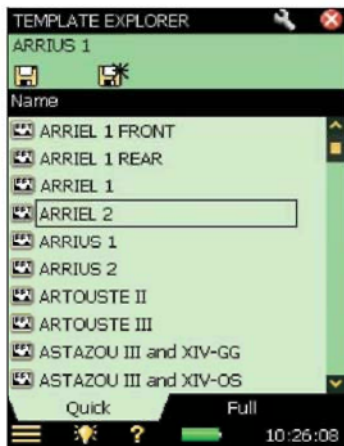 TEMPLATE EXPLORER
ARRIUS 1
Name
ARRIEL 1 FRONT
ARRIEL 1 REAR
ARRIEL 1
ARRIEL 2
ARRIUS 1
ARRIUS 2
ARTOUSTE II
ARTOUSTE III
ASTAZOU III and XIV-GG
ASTAZOU III and XIV-OS
Quick Full
? 10:26:08